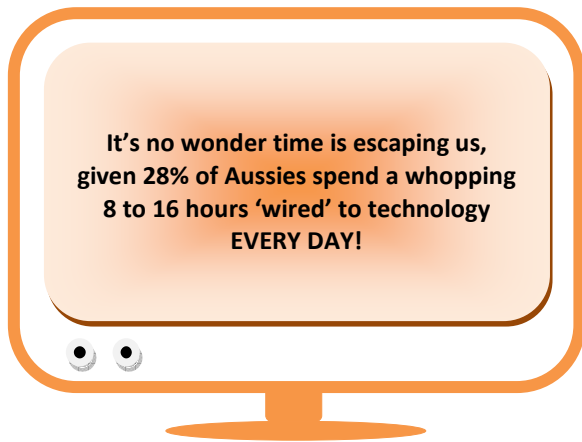 It’s no wonder time is escaping us,
given 28% of Aussies spend a whopping
8 to 16 hours ‘wired’ to technology
EVERY DAY!